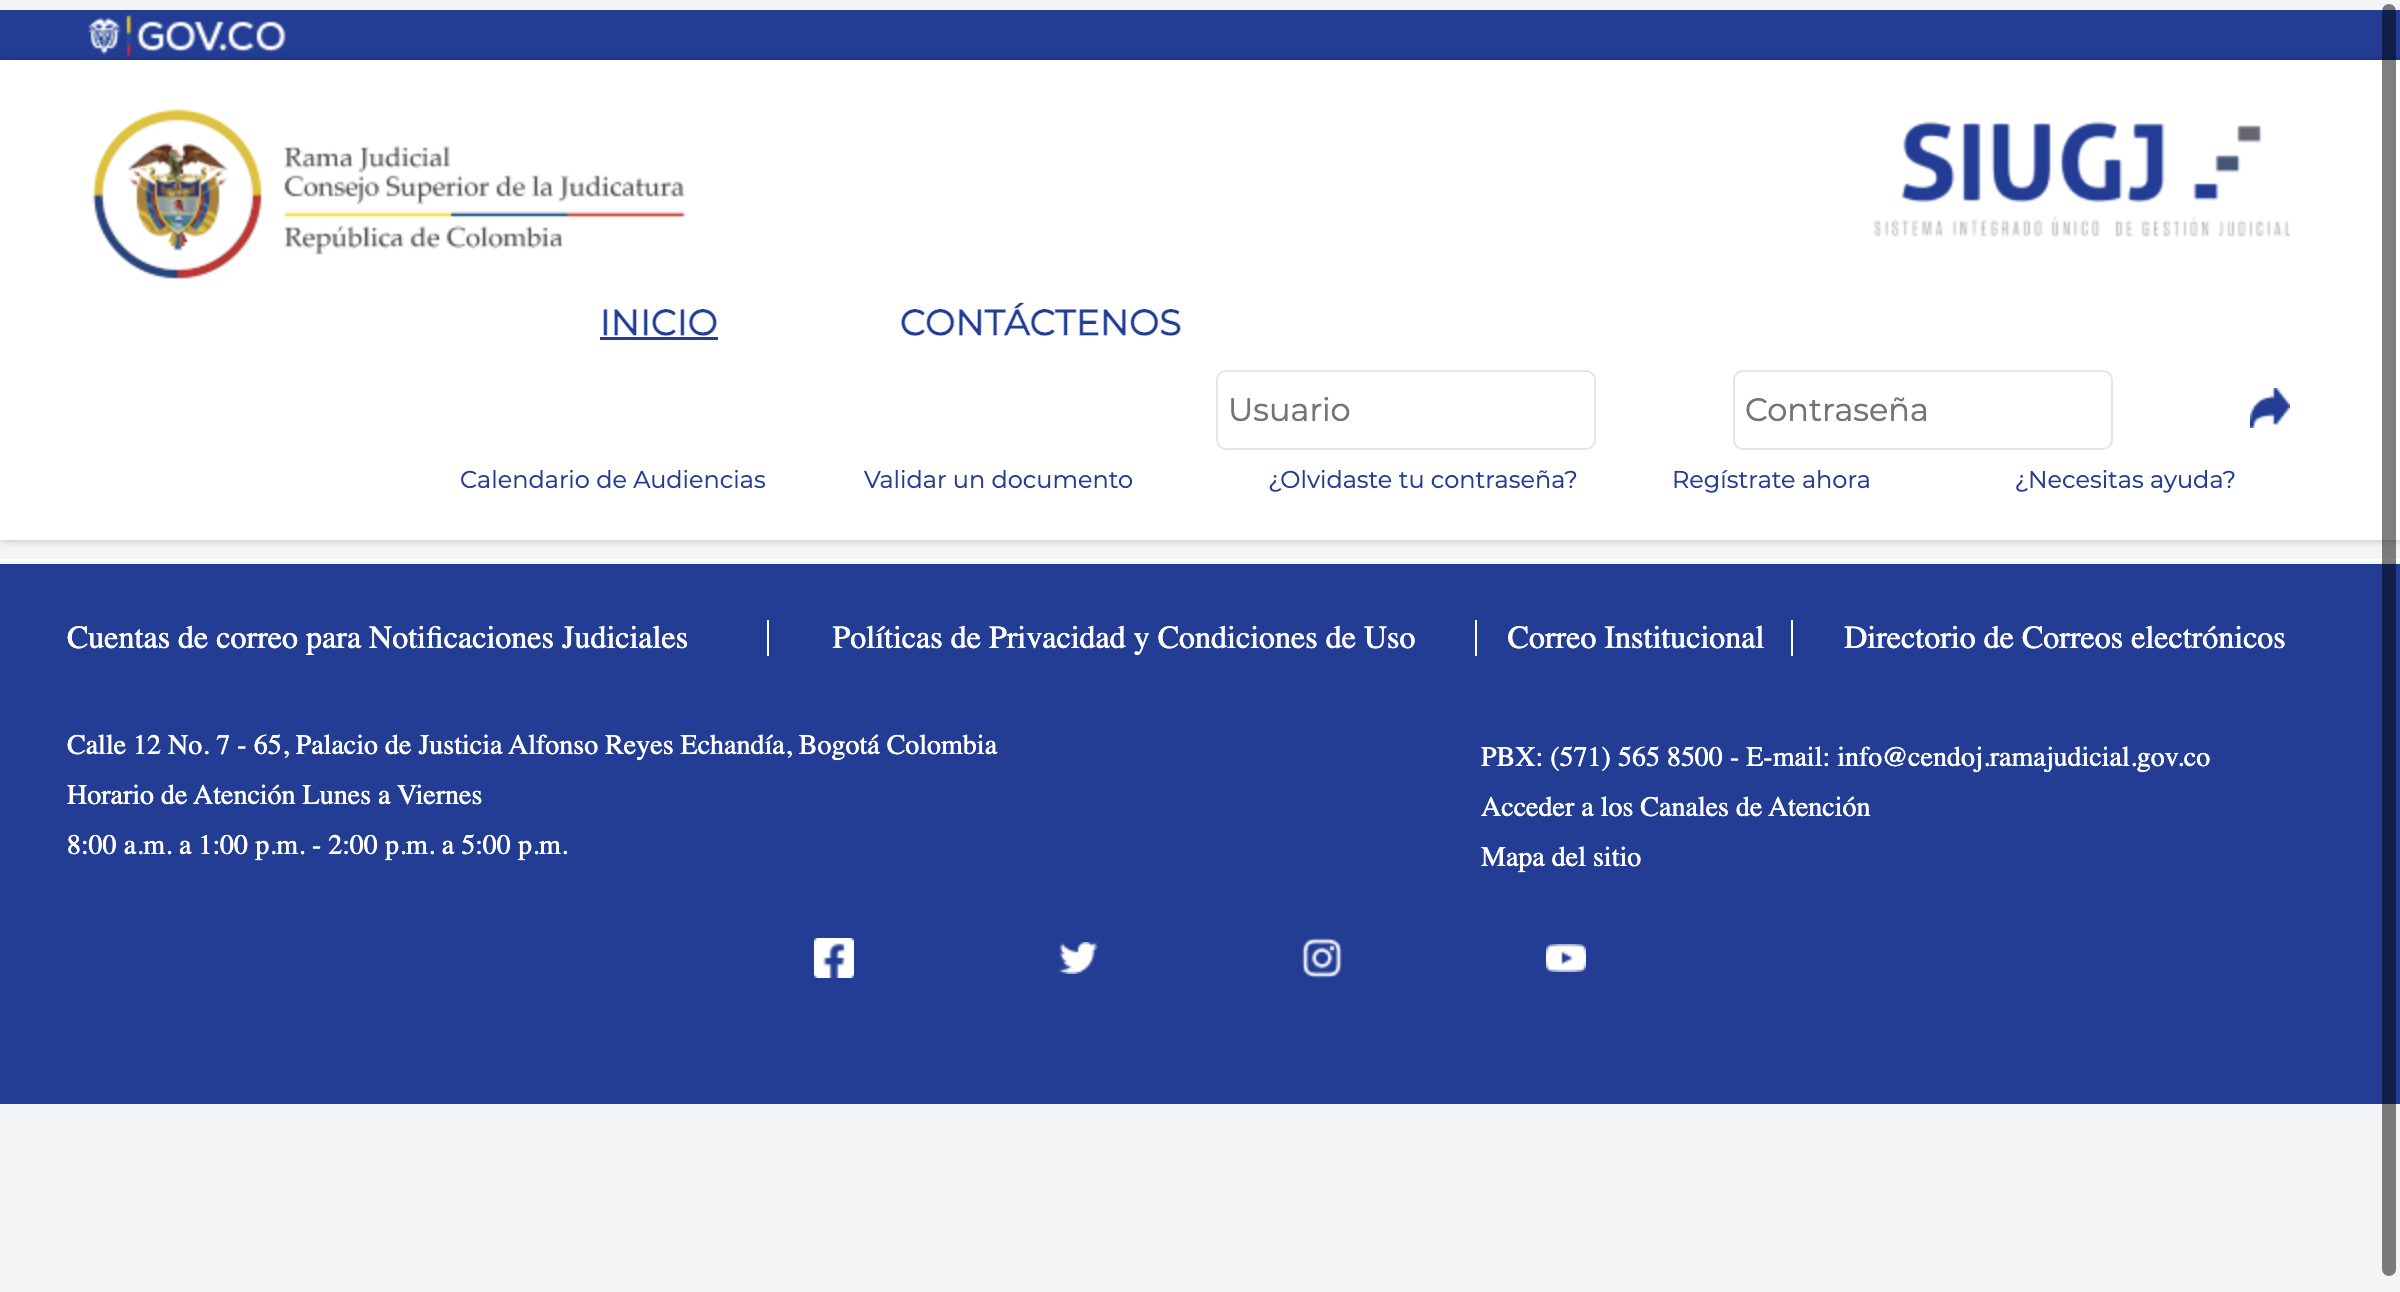 GOV.CO
Rama Judicial
Consejo Superior de la Judicatura
República de Colombia
SIUGJ
SISTEMA INTEGRADO ÚNICO DE GESTIÓN JUDICIAL
INICIO
CONTÁCTENOS
Usuario
Contraseña
Calendario de Audiencias
Validar un documento
¿Olvidaste tu contraseña?
Regístrate ahora
¿Necesitas ayuda?
Cuentas de correo para Notificaciones Judiciales
Políticas de Privacidad y Condiciones de Uso
Correo Institucional
Directorio de Correos electrónicos
Calle 12 No. 7 - 65, Palacio de Justicia Alfonso Reyes Echandía, Bogotá Colombia
Horario de Atención Lunes a Viernes
8:00 a.m. a 1:00 p.m. - 2:00 p.m. a 5:00 p.m.
PBX: (571) 565 8500 - E-mail: info@cendoj.ramajudicial.gov.co
Acceder a los Canales de Atención
Mapa del sitio